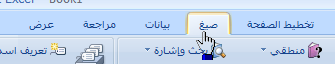 Excel - Book1
تخطيط الصفحة صيغ بيانات مراجعة عرض
منطقي بحث وإشارة تعريف اسم